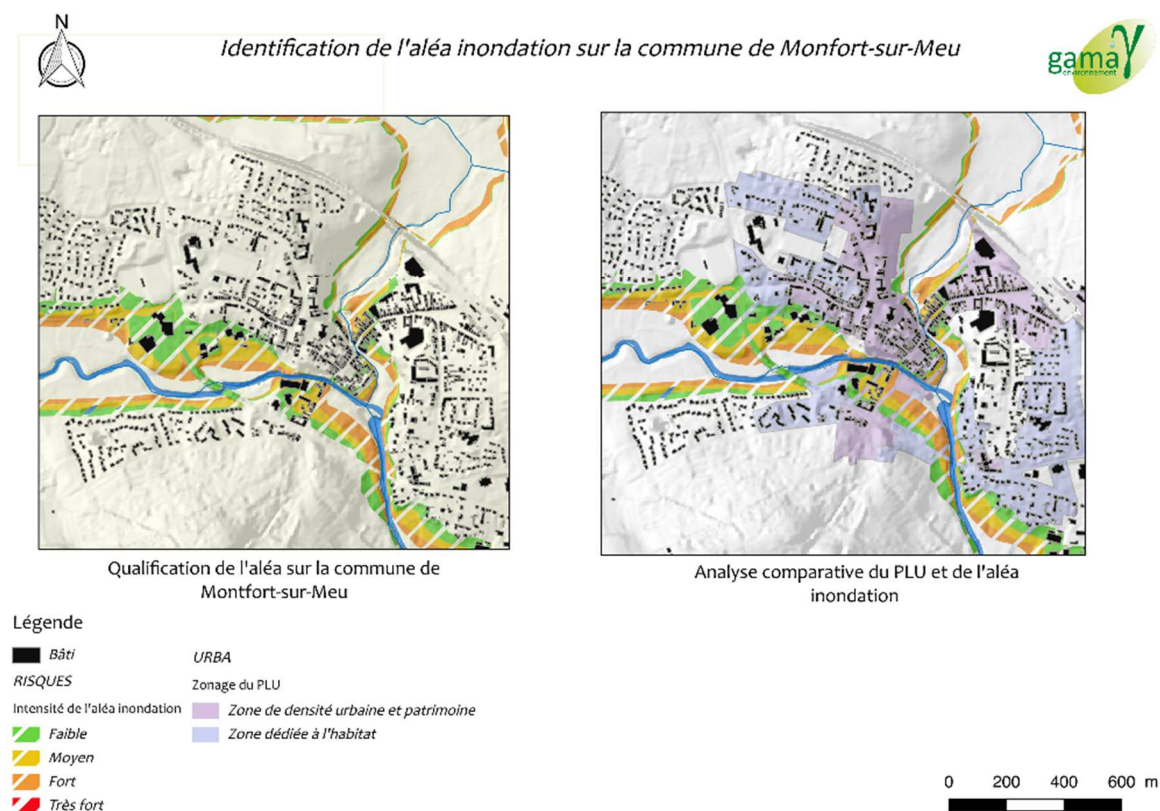 N
Identification de l'aléa inondation sur la commune de Monfort-sur-Meu
gama
environnement
Qualification de l'aléa sur la commune de
Montfort-sur-Meu
Analyse comparative du PLU et de l'aléa
inondation
Légende
Bâti
RISQUES
Intensité de l'aléa inondation
Faible
Moyen
Fort
Très fort
URBA
Zonage du PLU
Zone de densité urbaine et patrimoine
Zone dédiée à l'habitat
0 200 400 600 m